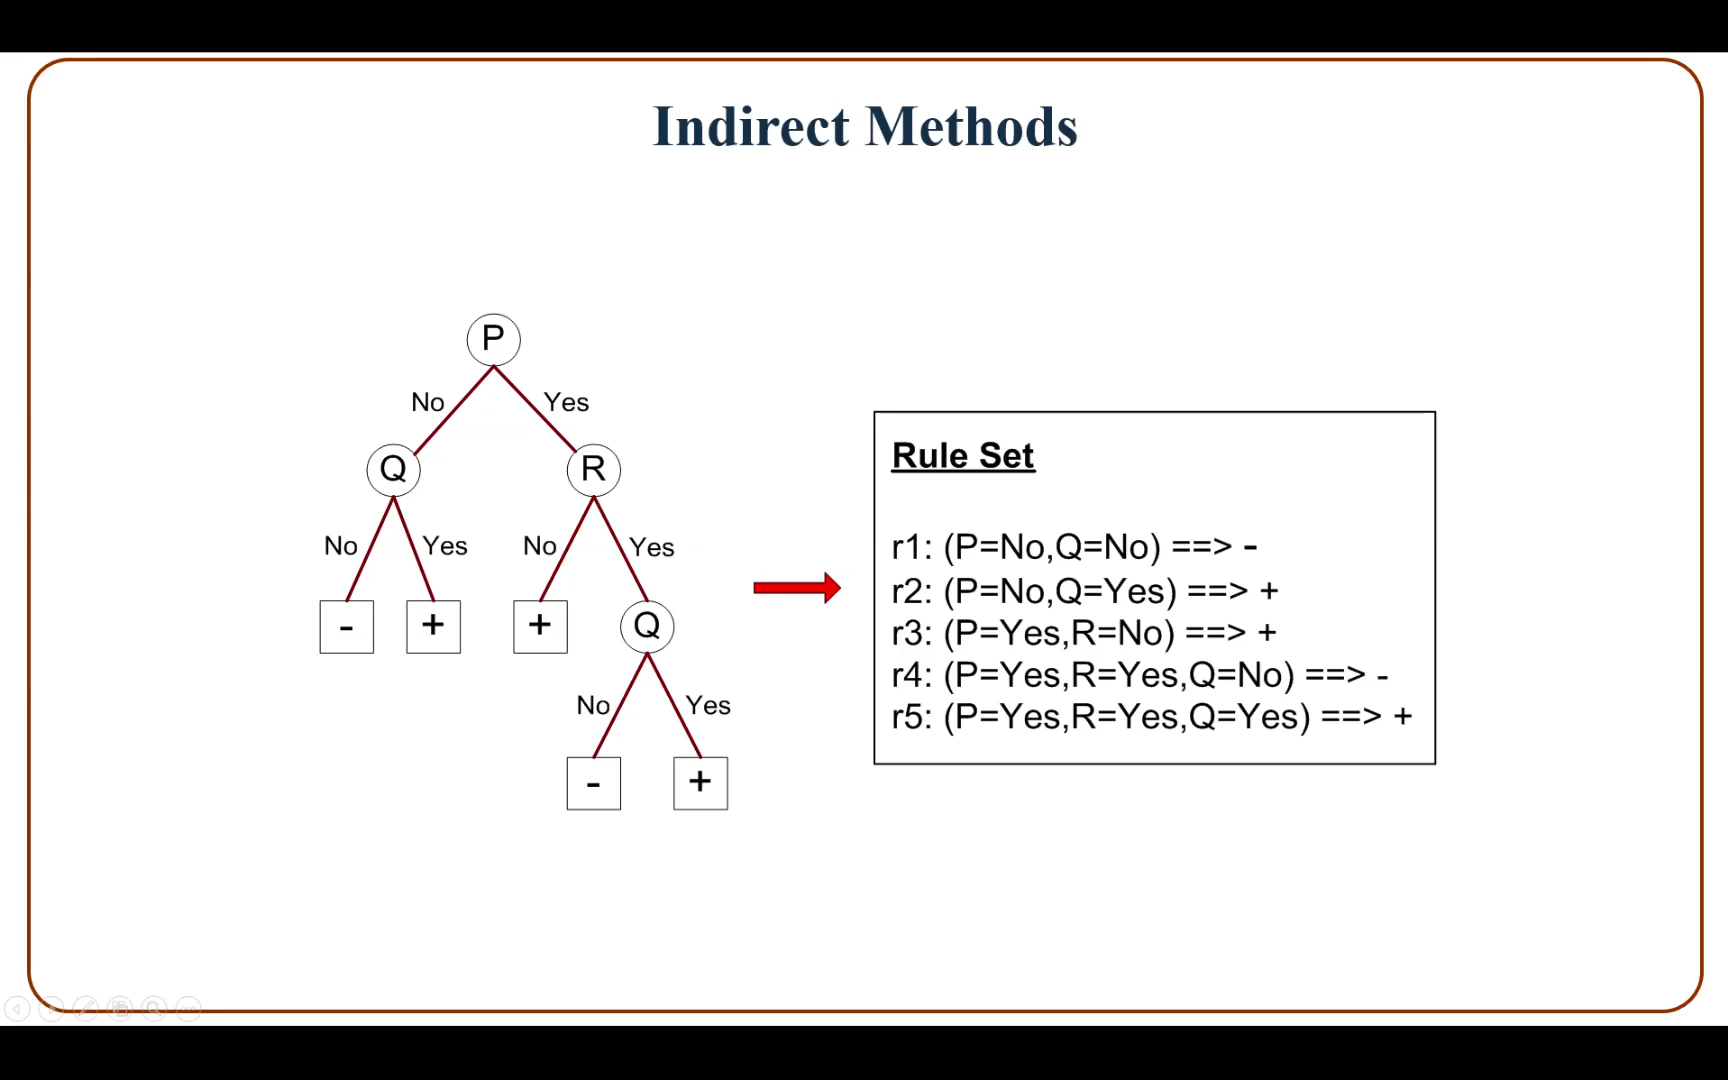 Indirect Methods
P
No Yes
Q R
No Yes No Yes
- + + Q
No Yes
- +
Rule Set
r1: (P=No,Q=No) ==> -
r2: (P=No,Q=Yes) ==> +
r3: (P=Yes,R=No) ==> +
r4: (P=Yes,R=Yes,Q=No) ==> -
r5: (P=Yes,R=Yes,Q=Yes) ==> +